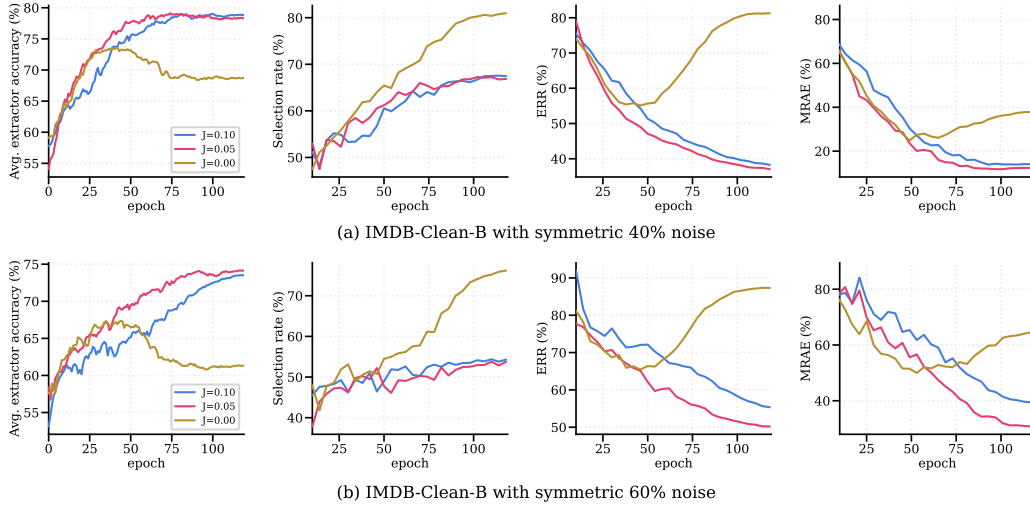 Avg. extractor accuracy (%)
80
75
70
65
60
55
0
25
50
75
100
epoch
J=0.10
J=0.05
J=0.00
Selection rate (%)
80
70
60
50
25
50
75
100
epoch
ERR (%)
80
70
60
50
40
25
50
75
100
epoch
MRAE (%)
80
60
40
20
25
50
75
100
epoch
(a) IMDB-Clean-B with symmetric 40% noise
Avg. extractor accuracy (%)
75
70
65
60
55
0
25
50
75
100
epoch
J=0.10
J=0.05
J=0.00
Selection rate (%)
70
60
50
40
25
50
75
100
epoch
ERR (%)
90
80
70
60
50
25
50
75
100
epoch
MRAE (%)
80
60
40
25
50
75
100
epoch
(b) IMDB-Clean-B with symmetric 60% noise